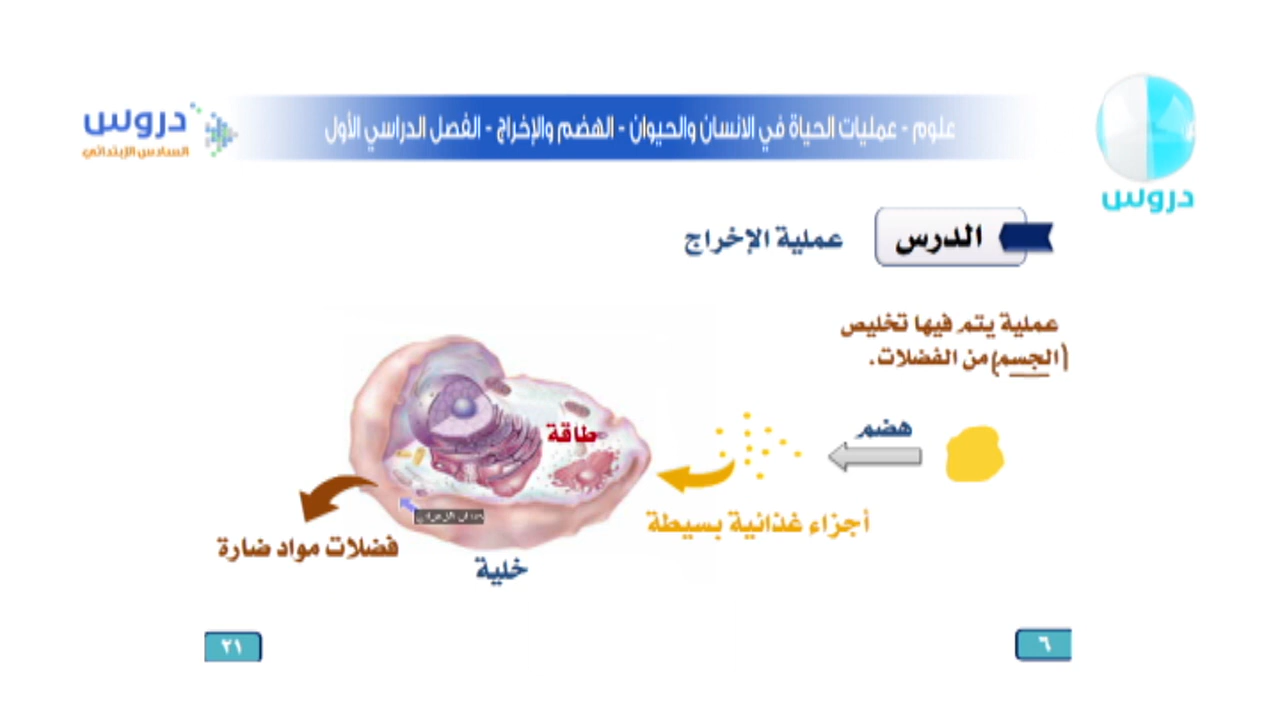 دروس
السادس الإبتدائي
علوم - عمليات الحياة في الانسان والحيوان - الهضم والإخراج - الفصل الدراسي الأول
دروس
الدرس
عملية الإخراج
عملية يتم فيها تخليص
(الجسم) من الفضلات.
هضم
طاقة
أجزاء غذائية بسيطة
فضلات مواد ضارة
خلية
٦
٢١